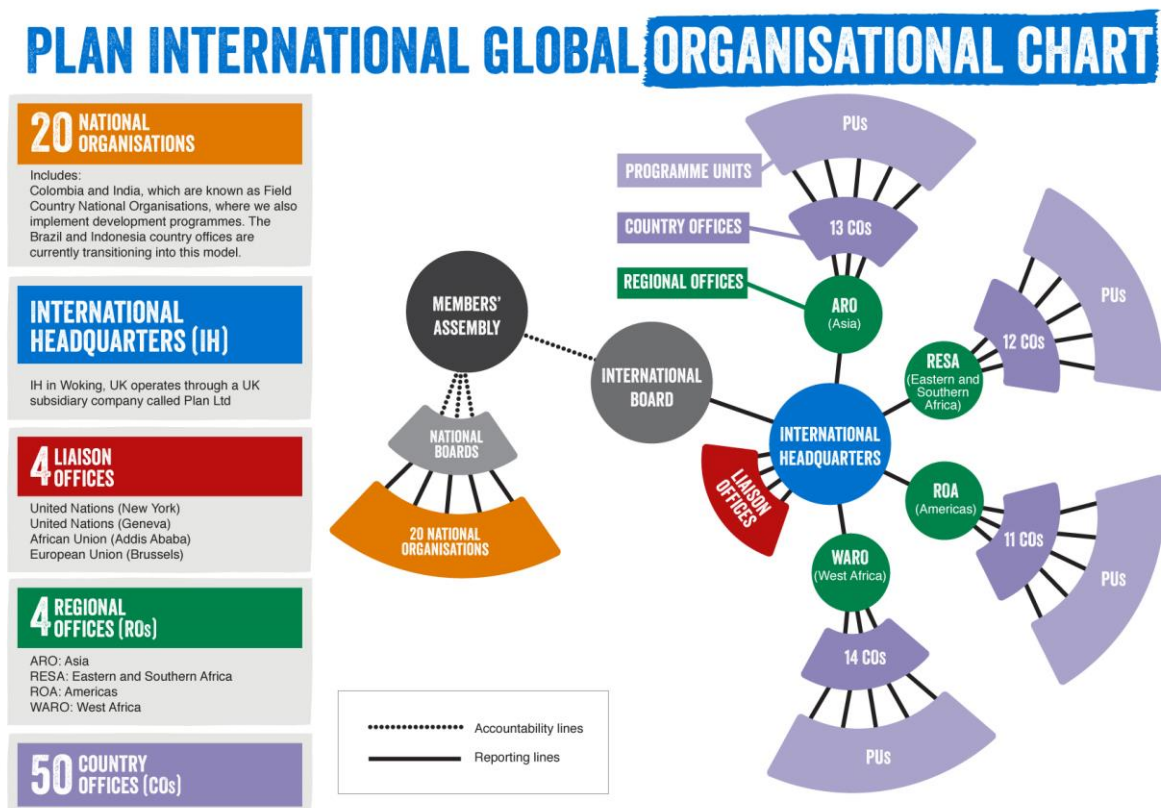 PLAN INTERNATIONAL GLOBAL ORGANISATIONAL CHART
20 NATIONAL
ORGANISATIONS
Includes:
Colombia and India, which are known as Field
Country National Organisations, where we also
implement development programmes. The
Brazil and Indonesia country offices are
currently transitioning into this model.
INTERNATIONAL
HEADQUARTERS (IH)
IH in Woking, UK operates through a UK
subsidiary company called Plan Ltd
4 LIAISON
OFFICES
United Nations (New York)
United Nations (Geneva)
African Union (Addis Ababa)
European Union (Brussels)
4 REGIONAL
OFFICES (ROs)
ARO: Asia
RESA: Eastern and Southern Africa
ROA: Americas
WARO: West Africa
50 COUNTRY
OFFICES (COs)
MEMBERS'
ASSEMBLY
NATIONAL
BOARDS
20 NATIONAL
ORGANISATIONS
INTERNATIONAL
BOARD
PROGRAMME UNITS
COUNTRY OFFICES
REGIONAL OFFICES
PUs
13 COs
ARO
(Asia)
PUs
12 COs
RESA
(Eastern and
Southern
Africa)
INTERNATIONAL
HEADQUARTERS
LIAISON
OFFICES
ROA
(Americas)
11 COs
PUs
WARO
(West Africa)
14 COs
PUs
Accountability lines
Reporting lines